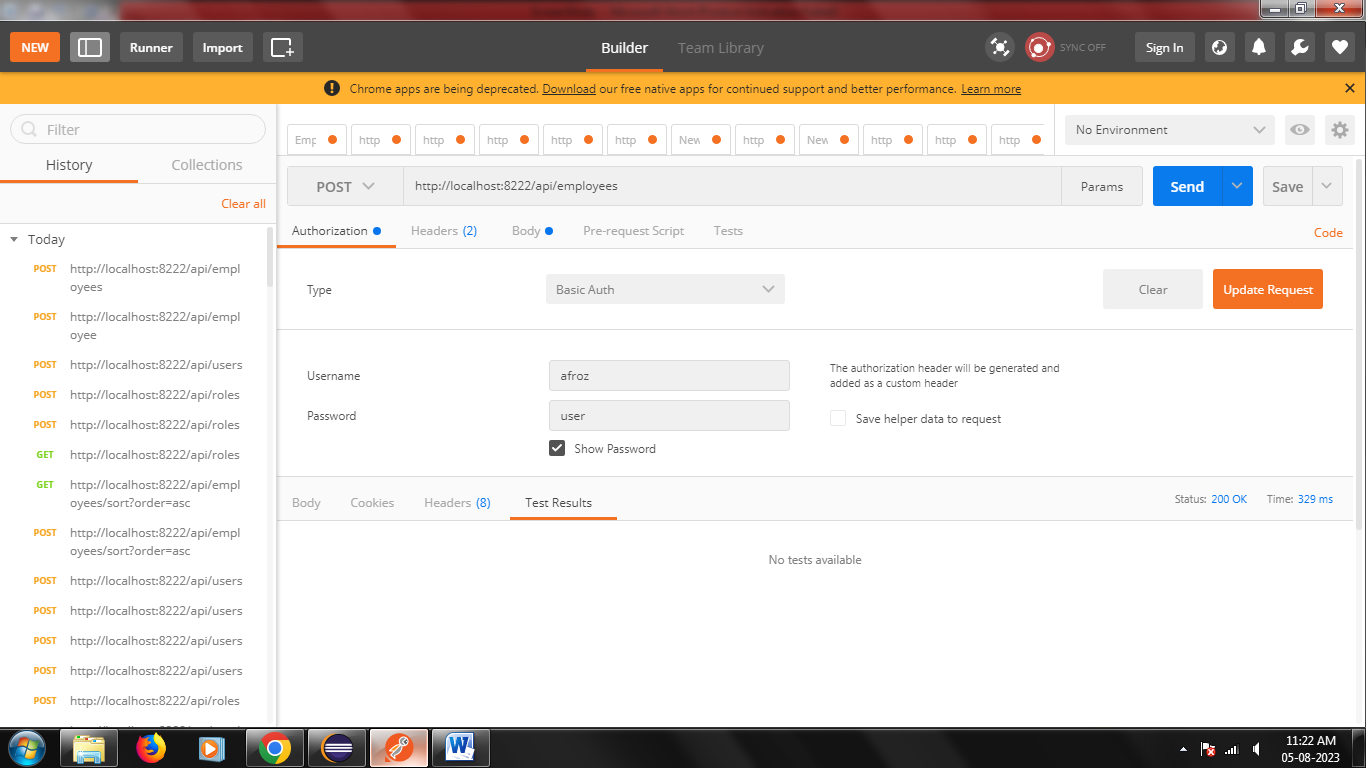 NEW Runner Import Builder Team Library SYNC OFF Sign In
Chrome apps are being deprecated. Download our free native apps for continued support and better performance. Learn more
Filter
History Collections
Clear all
Today
POST http://localhost:8222/api/empl
oyees
POST http://localhost:8222/api/empl
oyee
POST http://localhost:8222/api/users
POST http://localhost:8222/api/roles
POST http://localhost:8222/api/roles
GET http://localhost:8222/api/roles
GET http://localhost:8222/api/empl
oyees/sort?order=asc
POST http://localhost:8222/api/empl
oyees/sort?order=asc
POST http://localhost:8222/api/users
POST http://localhost:8222/api/users
POST http://localhost:8222/api/users
POST http://localhost:8222/api/users
POST http://localhost:8222/api/roles
Emp http http http http http New http New http http http No Environment
POST http://localhost:8222/api/employees Params Send Save
Authorization Headers (2) Body Pre-request Script Tests Code
Type Basic Auth Clear Update Request
Username afroz
The authorization header will be generated and
added as a custom header
Password user
Save helper data to request
Show Password
Body Cookies Headers (8) Test Results Status: 200 OK Time: 329 ms
No tests available
11:22 AM
05-08-2023